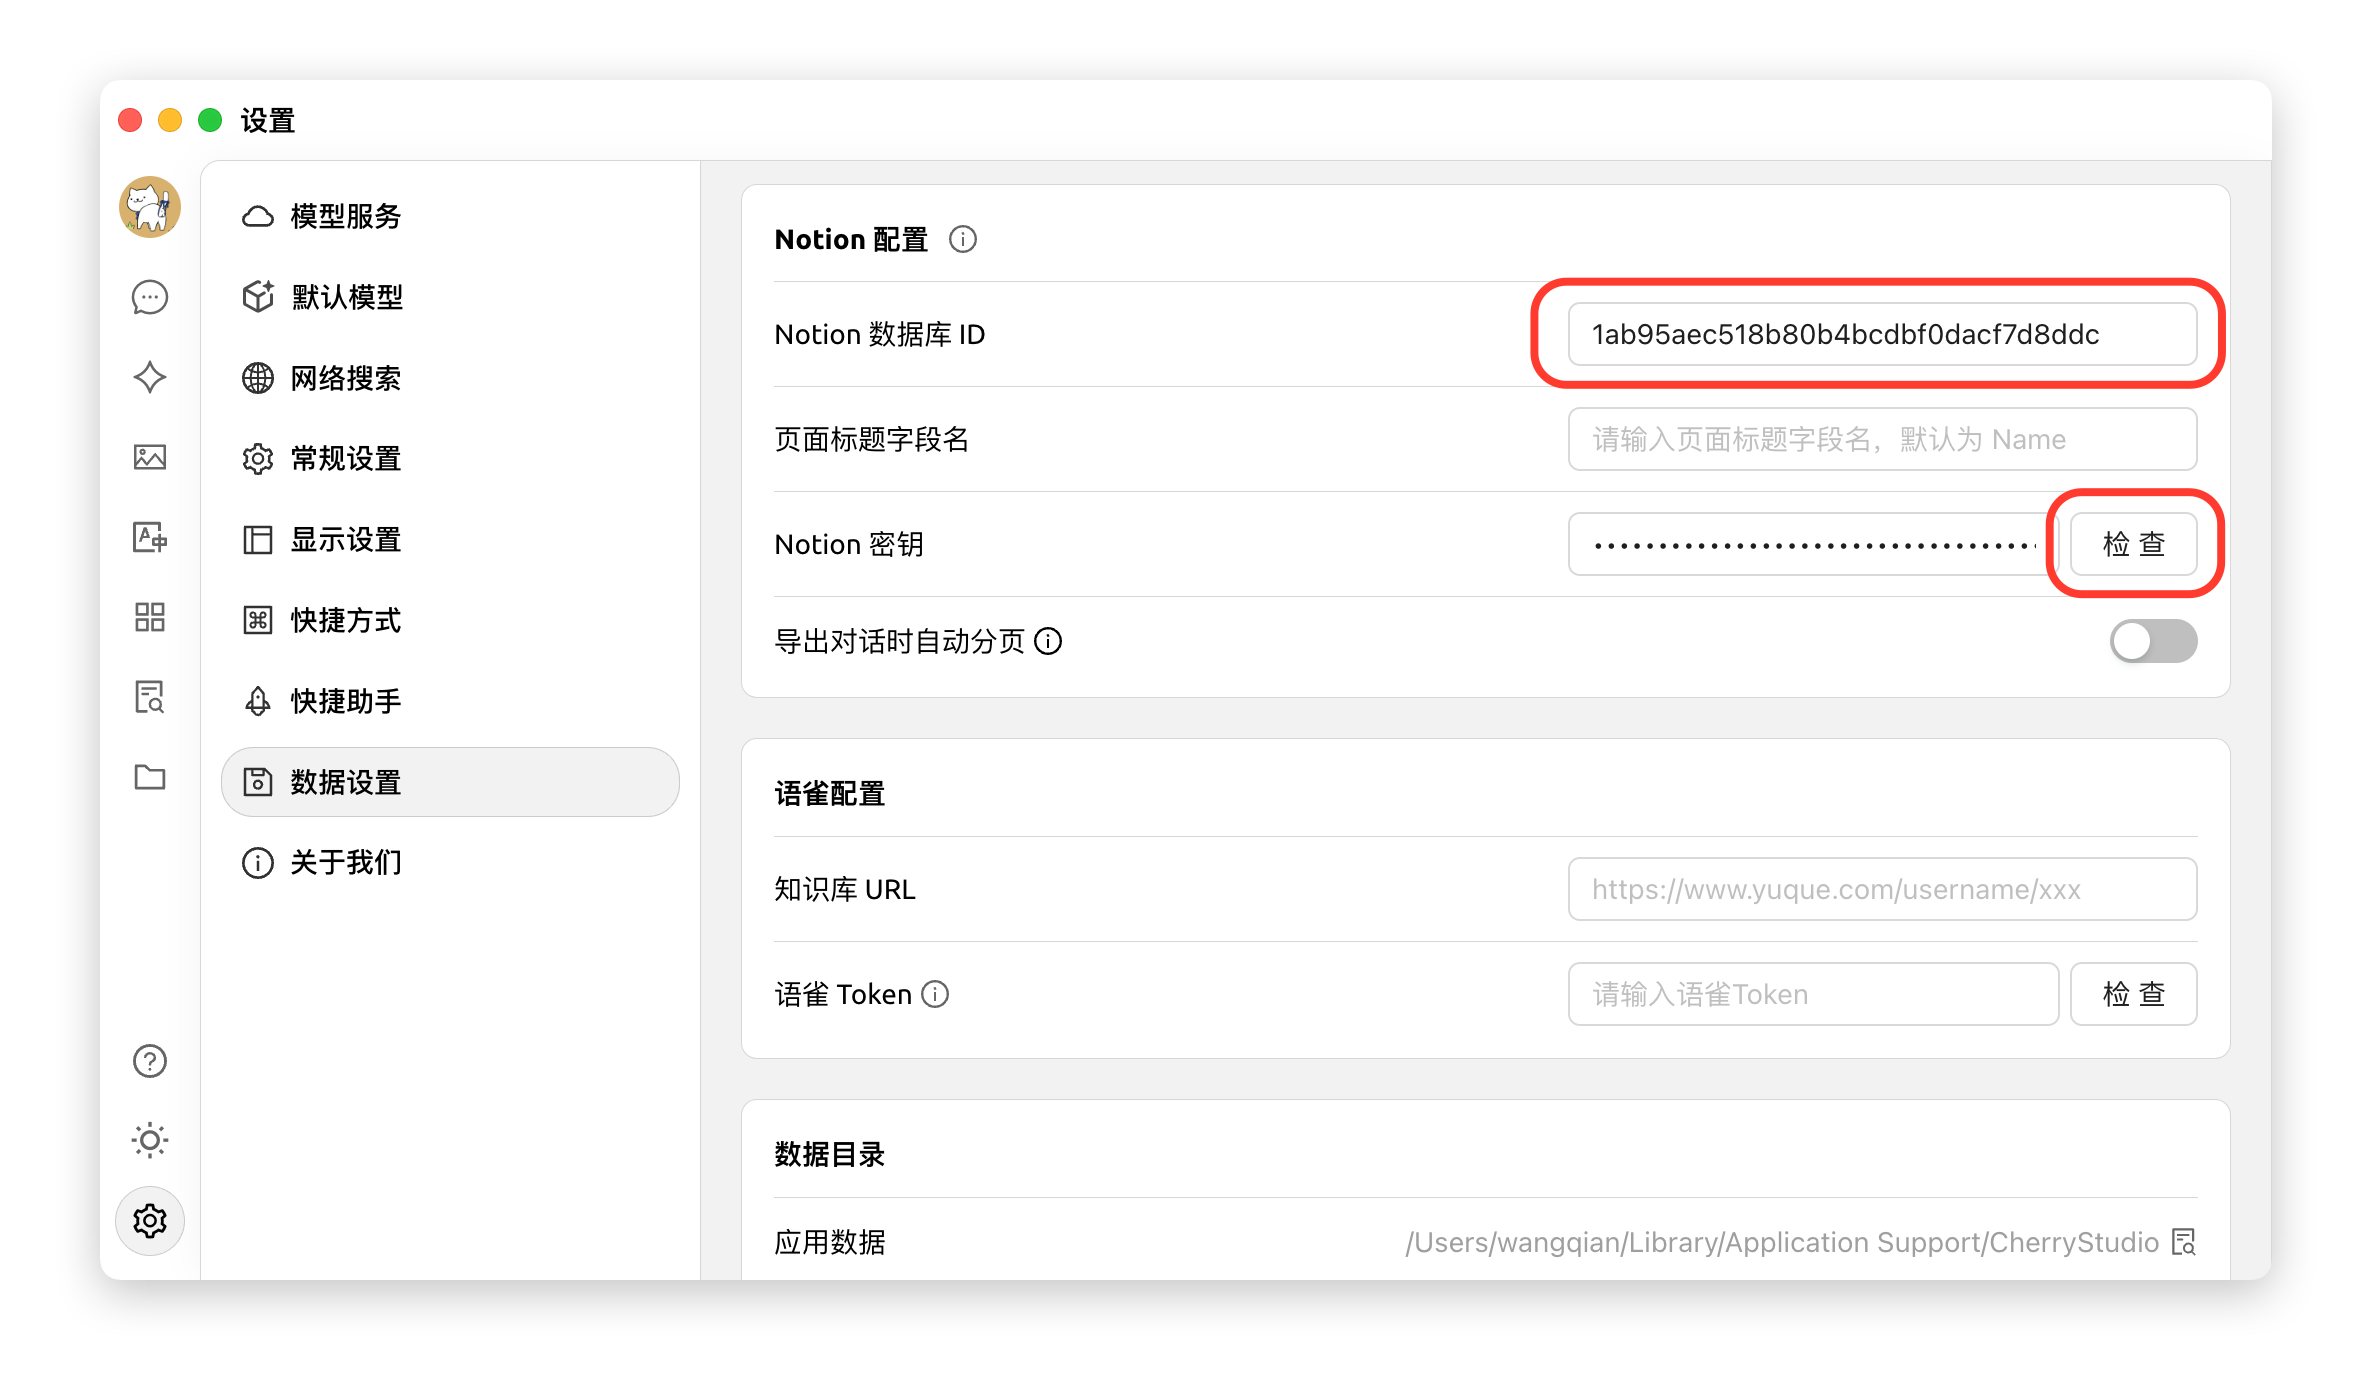 设置
模型服务
默认模型
网络搜索
常规设置
显示设置
快捷方式
快捷助手
数据设置
关于我们
Notion 配置
Notion 数据库 ID
1ab95aec518b80b4bcdbf0dacf7d8ddc
页面标题字段名
请输入页面标题字段名，默认为 Name
Notion 密钥
检 查
导出对话时自动分页
语雀配置
知识库 URL
https://www.yuque.com/username/xxx
语雀 Token
请输入语雀Token
检 查
数据目录
应用数据
/Users/wangqian/Library/Application Support/CherryStudio